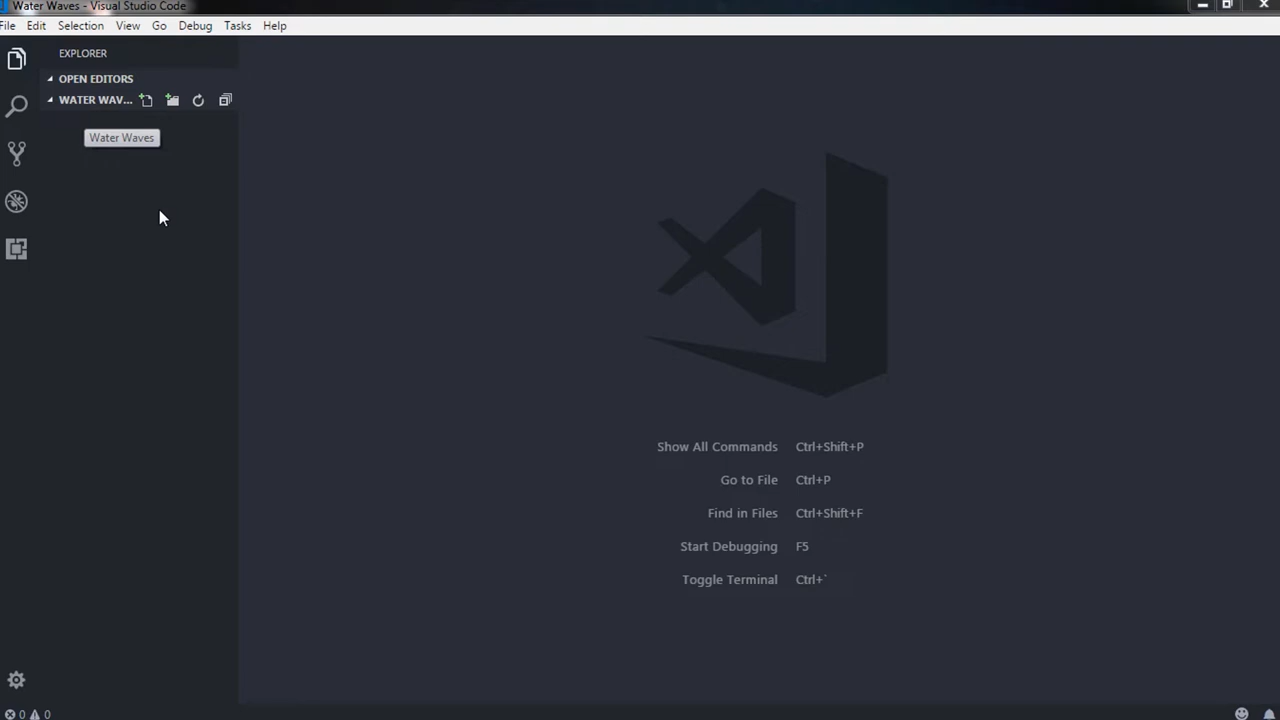 Water Waves - Visual Studio Code
File Edit Selection View Go Debug Tasks Help
EXPLORER
OPEN EDITORS
WATER WAV...
Water Waves
Show All Commands Ctrl+Shift+P
Go to File Ctrl+P
Find in Files Ctrl+Shift+F
Start Debugging F5
Toggle Terminal Ctrl+`
0 0